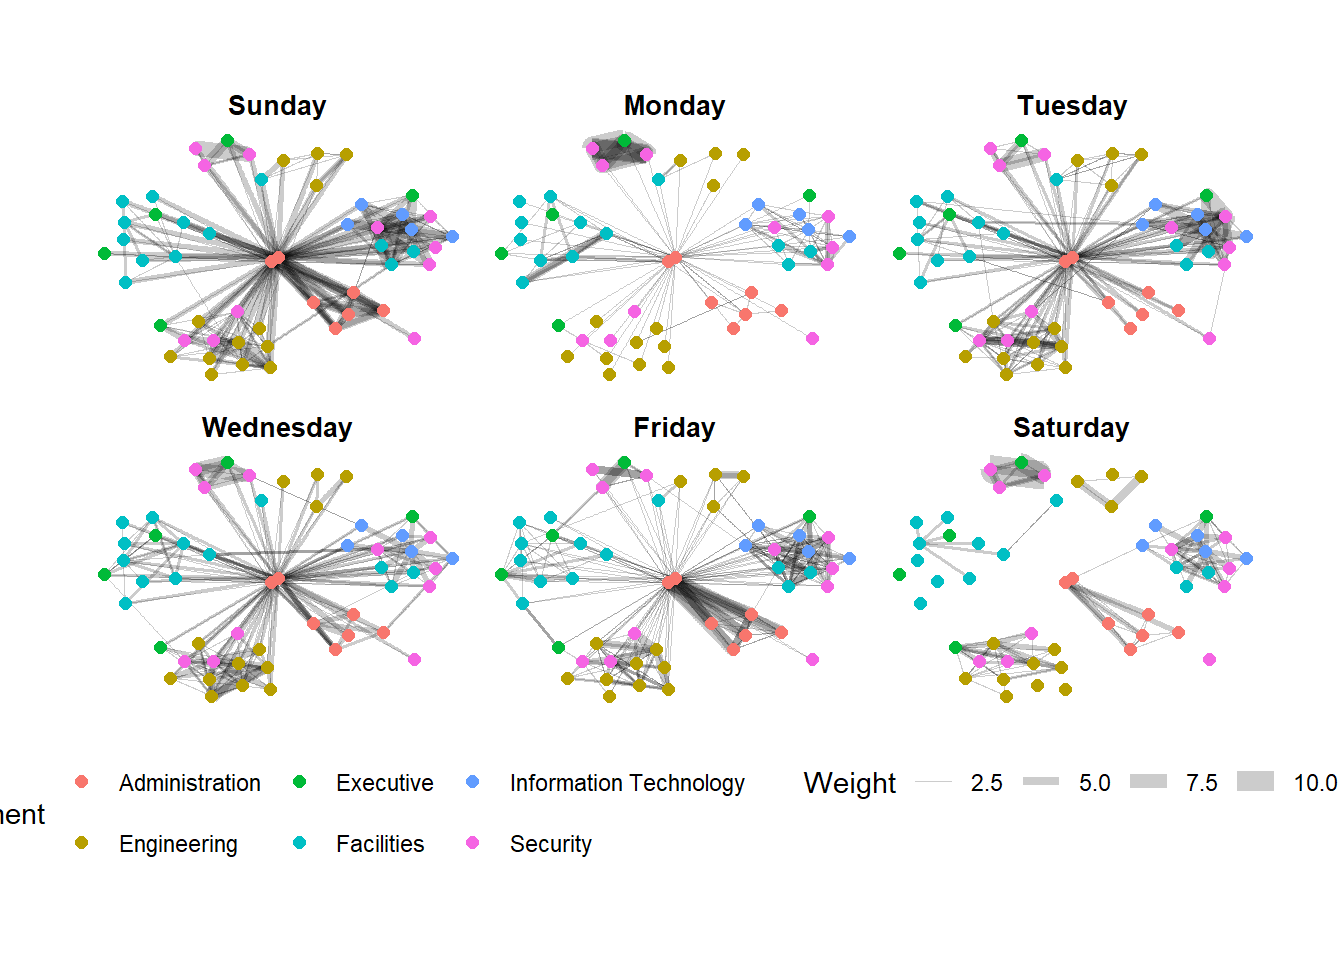 Sunday Monday Tuesday
Wednesday Friday Saturday
Administration Executive Information Technology Weight 2.5 5.0 7.5 10.0
nent
Engineering Facilities Security